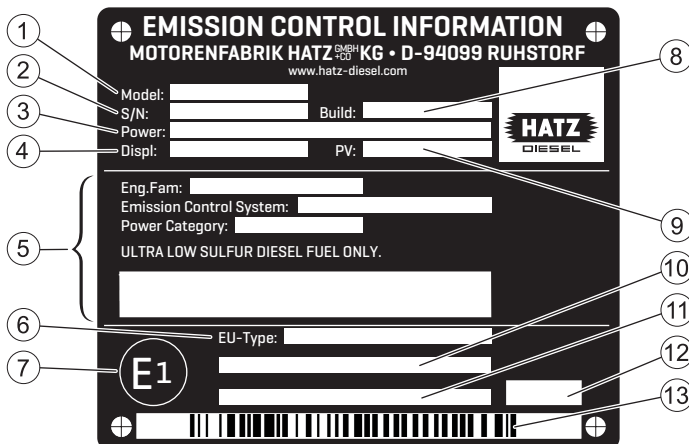 EMISSION CONTROL INFORMATION
MOTORENFABRIK HATZ GMBH +CO KG • D-94099 RUHSTORF
www.hatz-diesel.com
1
Model:
2
S/N: Build: 8
3
Power:
HATZ
DIESEL
4
Displ: PV: 9
5
Eng.Fam:
Emission Control System:
Power Category:
ULTRA LOW SULFUR DIESEL FUEL ONLY.
10
11
6
EU-Type:
7
E1
12
13